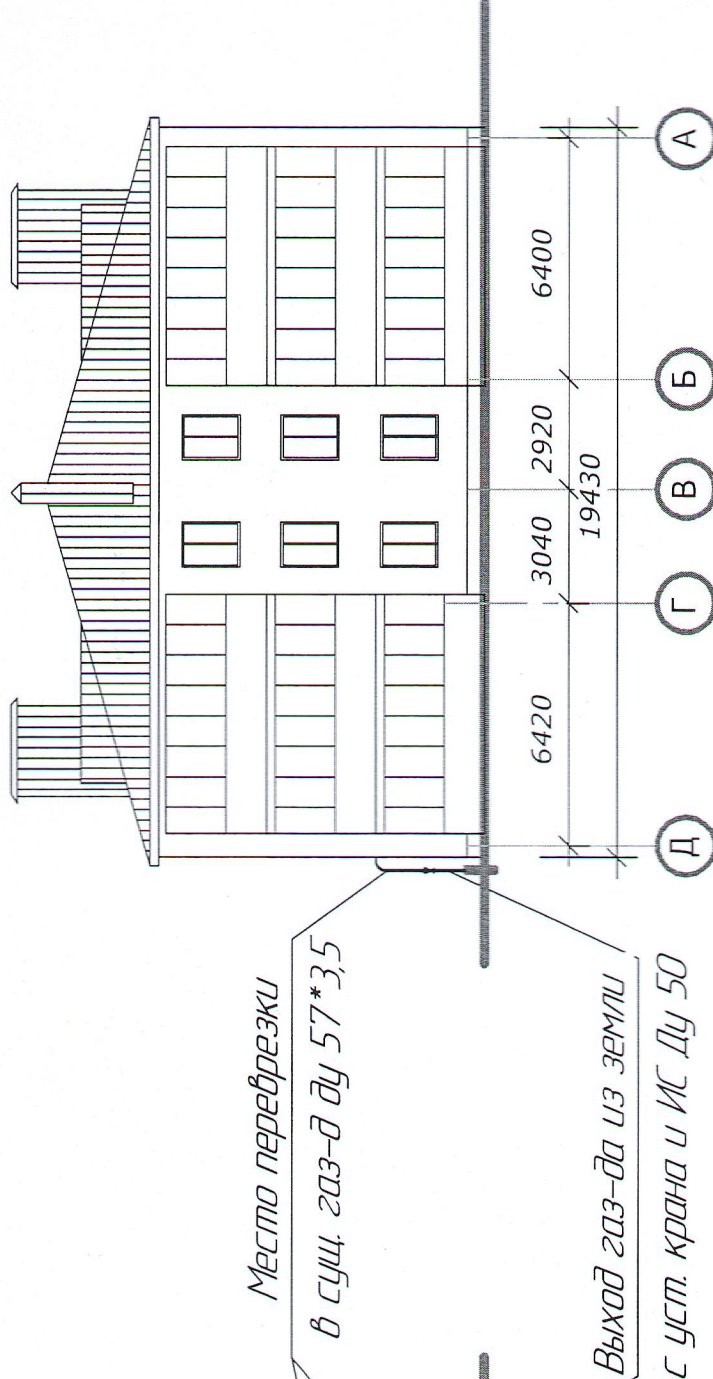 Место переврезки
в сущ. газ-д ду 57*3,5
Выход газ-да из земли
с уст. крана и ИС Ду 50
6420
3040
2920
6400
19430
Д
Г
В
Б
А